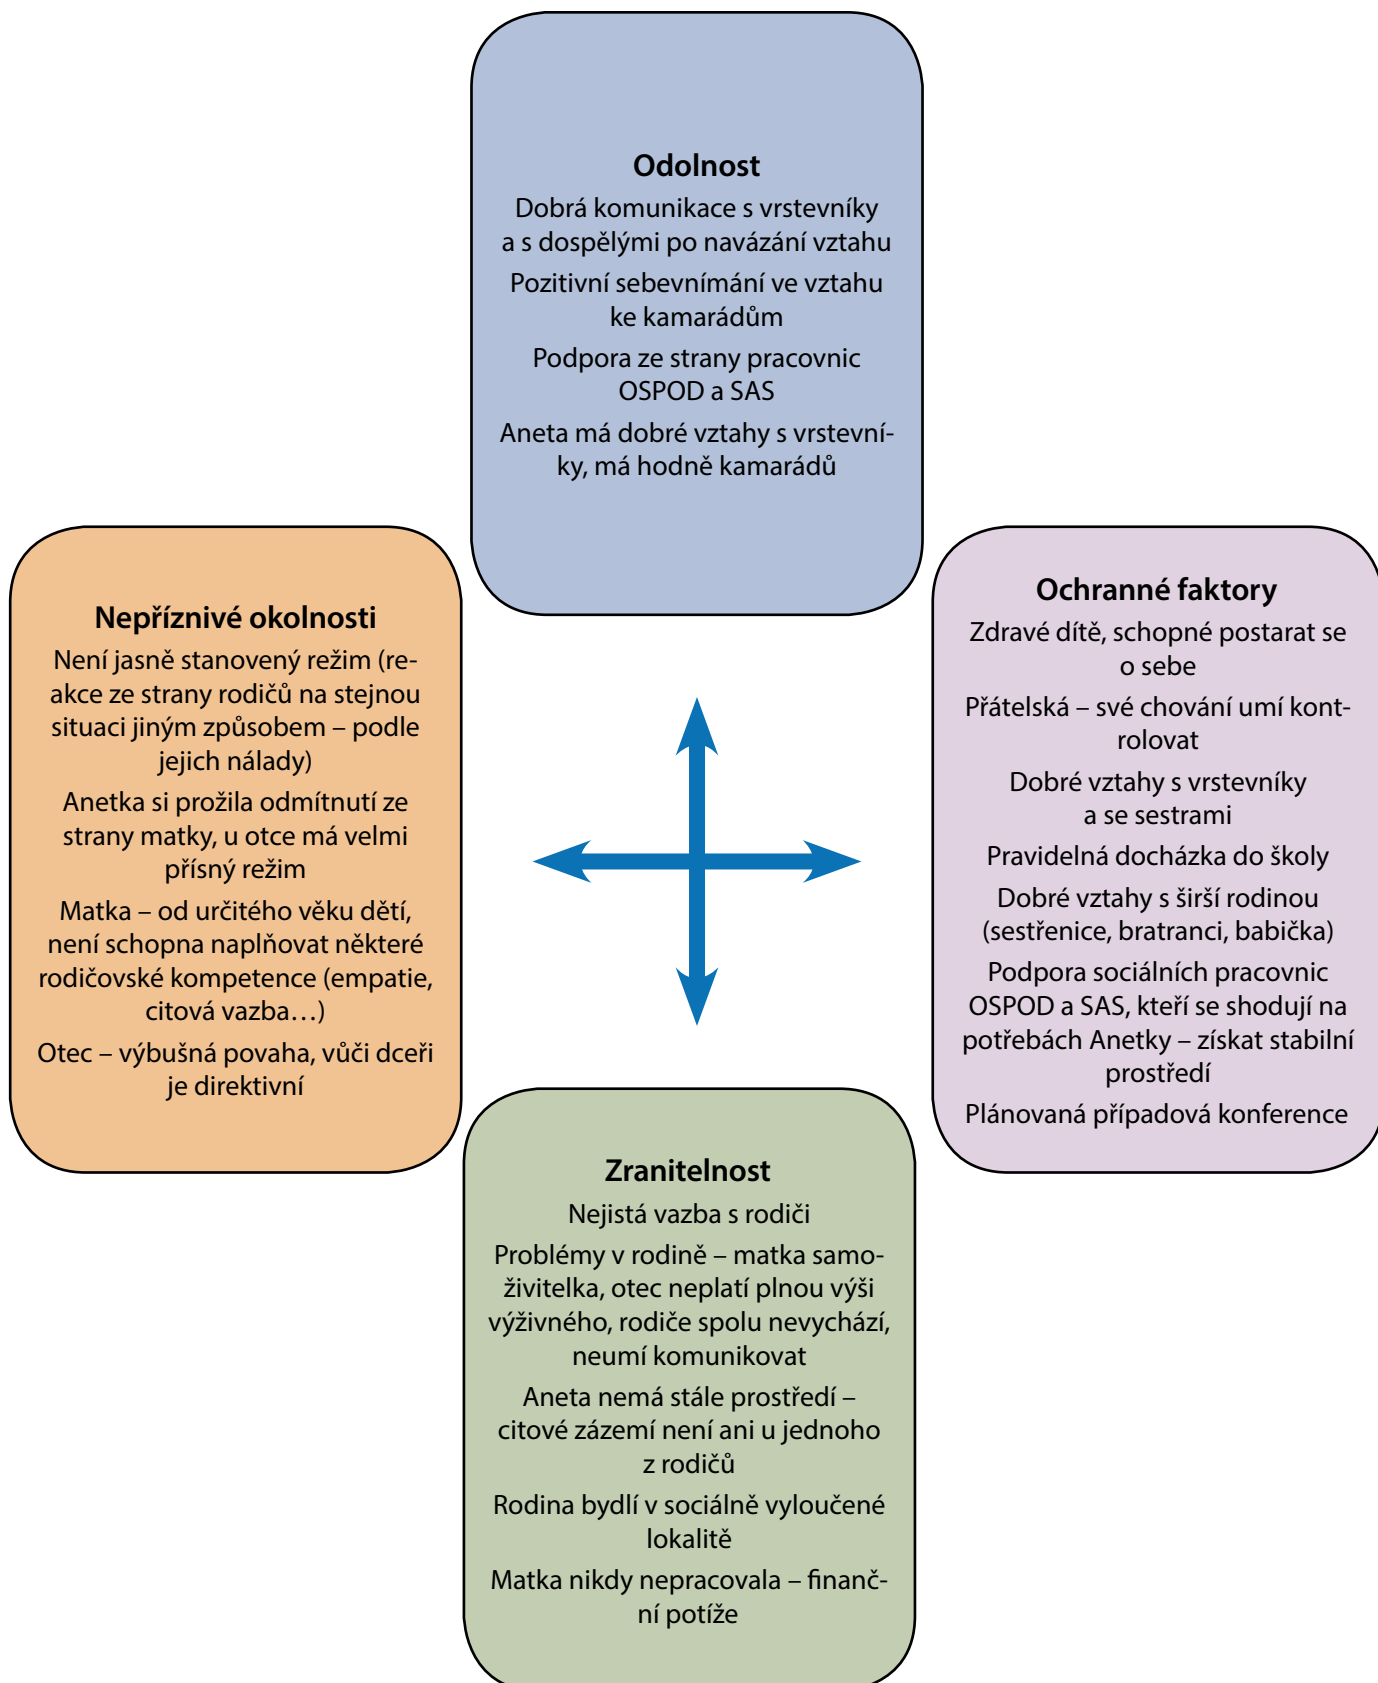 Odolnost
Dobrá komunikace s vrstevníky
a s dospělými po navázání vztahu
Pozitivní sebevnímání ve vztahu
ke kamarádům
Podpora ze strany pracovnic
OSPOD a SAS
Aneta má dobré vztahy s vrstevní-
ky, má hodně kamarádů
Nepříznivé okolnosti
Není jasně stanovený režim (re-
akce ze strany rodičů na stejnou
situaci jiným způsobem – podle
jejich nálady)
Anetka si prožila odmítnutí ze
strany matky, u otce má velmi
přísný režim
Matka – od určitého věku dětí,
není schopna naplňovat některé
rodičovské kompetence (empatie,
citová vazba…)
Otec – výbušná povaha, vůči dceři
je direktivní
Ochranné faktory
Zdravé dítě, schopné postarat se
o sebe
Přátelská – své chování umí kont-
rolovat
Dobré vztahy s vrstevníky
a se sestrami
Pravidelná docházka do školy
Dobré vztahy s širší rodinou
(sestřenice, bratranci, babička)
Podpora sociálních pracovnic
OSPOD a SAS, kteří se shodují na
potřebách Anetky – získat stabilní
prostředí
Plánovaná případová konference
Zranitelnost
Nejistá vazba s rodiči
Problémy v rodině – matka samo-
živitelka, otec neplatí plnou výši
výživného, rodiče spolu nevychází,
neumí komunikovat
Aneta nemá stále prostředí –
citové zázemí není ani u jednoho
z rodičů
Rodina bydlí v sociálně vyloučené
lokalitě
Matka nikdy nepracovala – finanč-
ní potíže